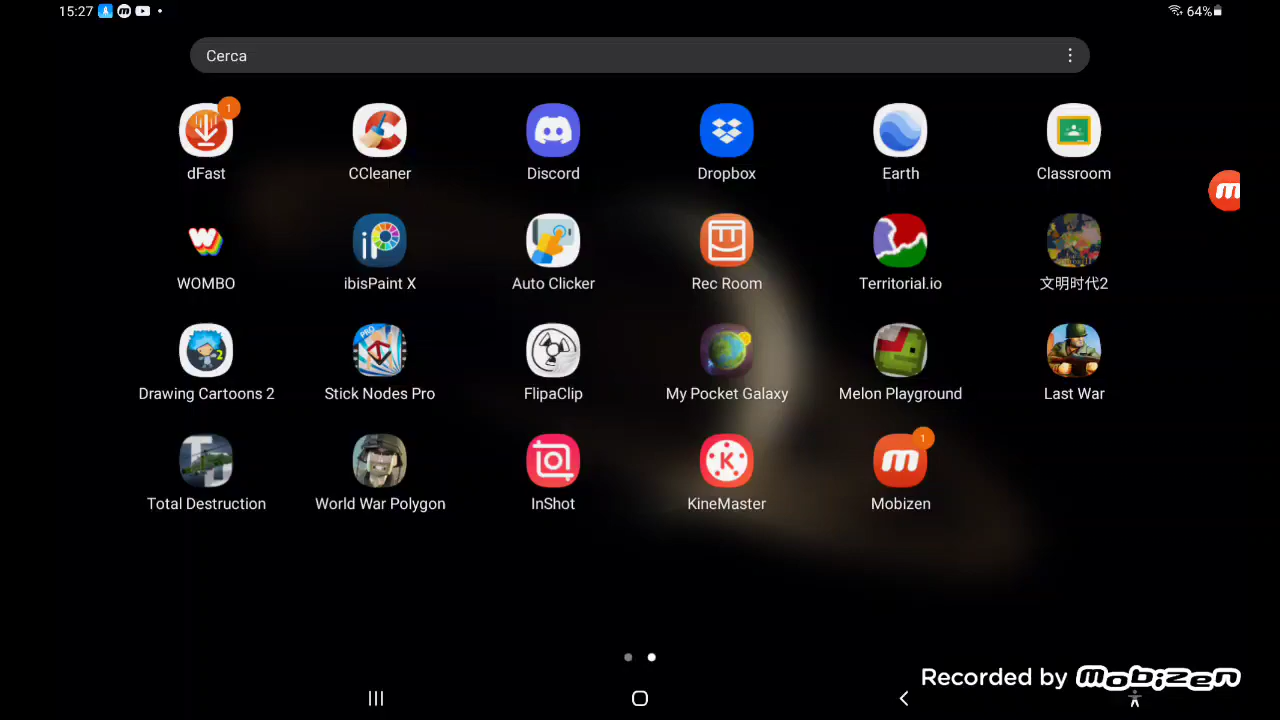 15:27
64%
Cerca
1
dFast
CCleaner
Discord
Dropbox
Earth
Classroom
WOMBO
ibisPaint X
Auto Clicker
Rec Room
Territorial.io
文明时代2
Drawing Cartoons 2
Stick Nodes Pro
FlipaClip
My Pocket Galaxy
Melon Playground
Last War
1
Total Destruction
World War Polygon
InShot
KineMaster
Mobizen
Recorded by mobizen